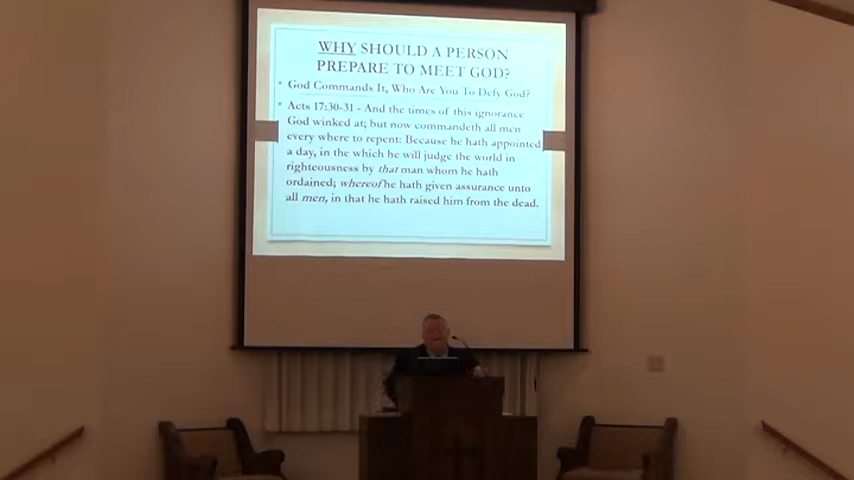 WHY SHOULD A PERSON
PREPARE TO MEET GOD?
• God Commands It, Who Are You To Defy God?
• Acts 17:30-31 - And the times of this ignorance
God winked at; but now commandeth all men
every where to repent: Because he hath appointed
a day, in the which he will judge the world in
righteousness by that man whom he hath
ordained; whereof he hath given assurance unto
all men, in that he hath raised him from the dead.